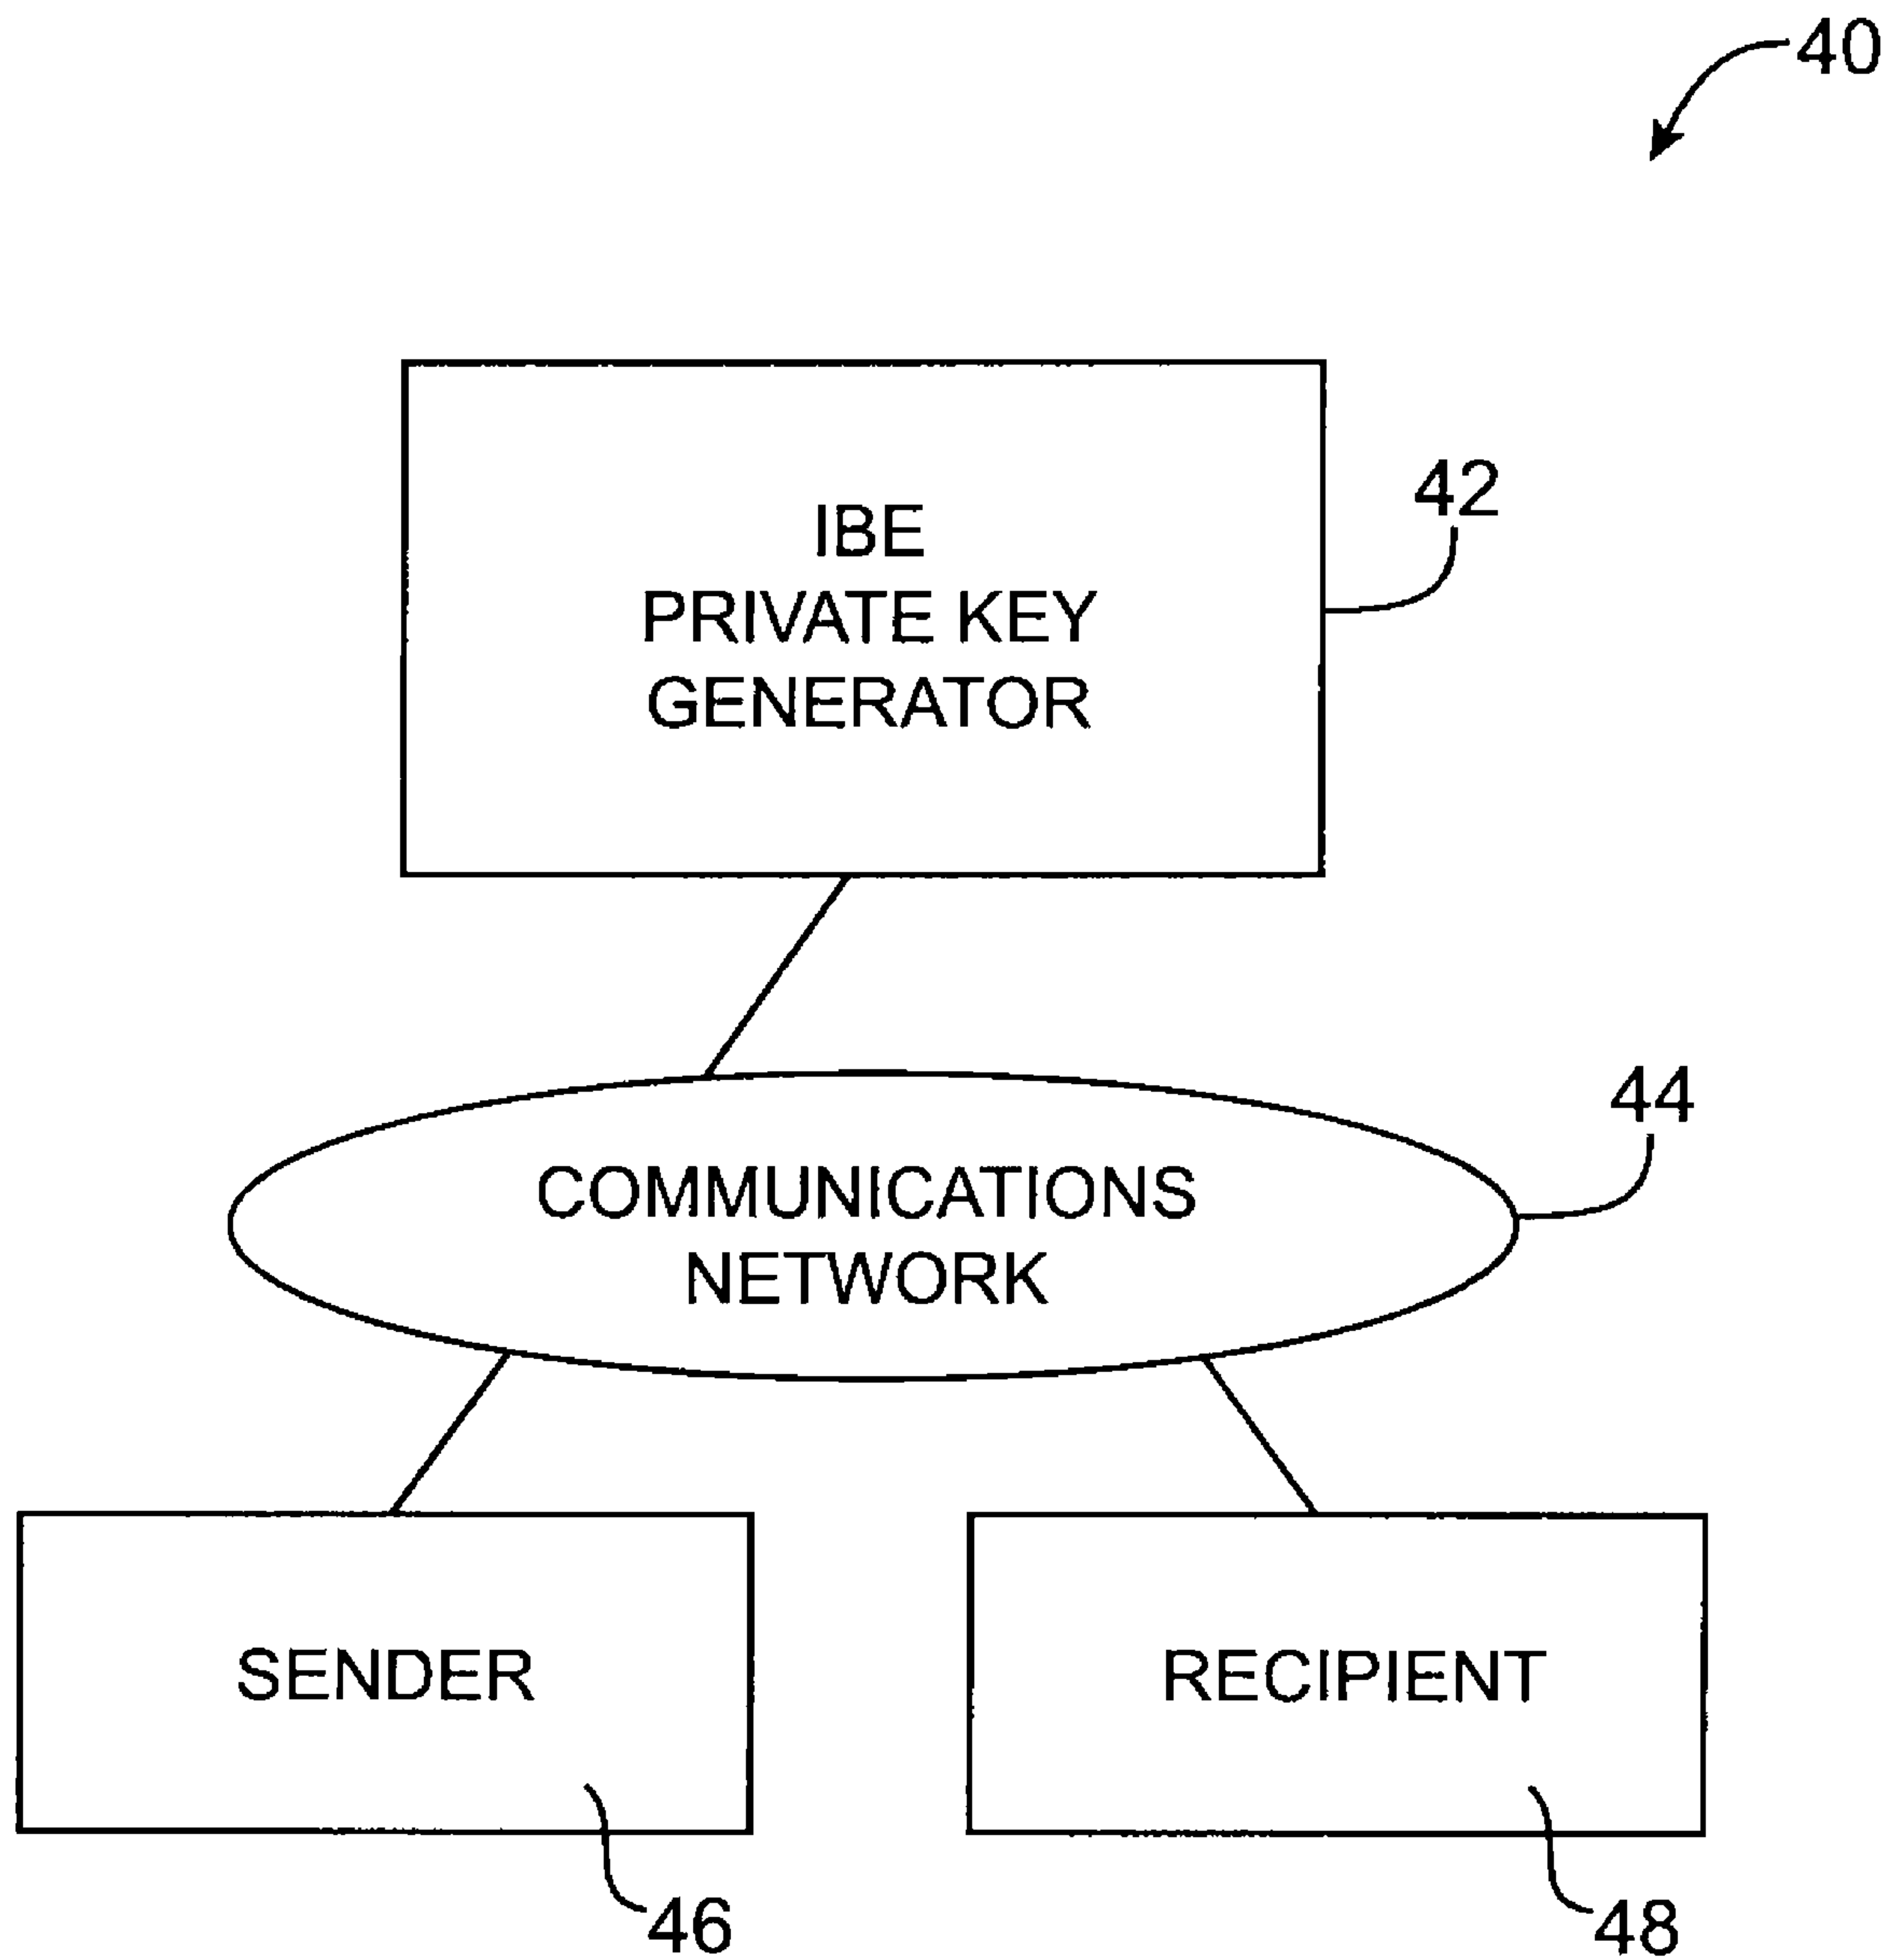 40
IBE
PRIVATE KEY
GENERATOR
42
COMMUNICATIONS
NETWORK
44
SENDER
RECIPIENT
46
48